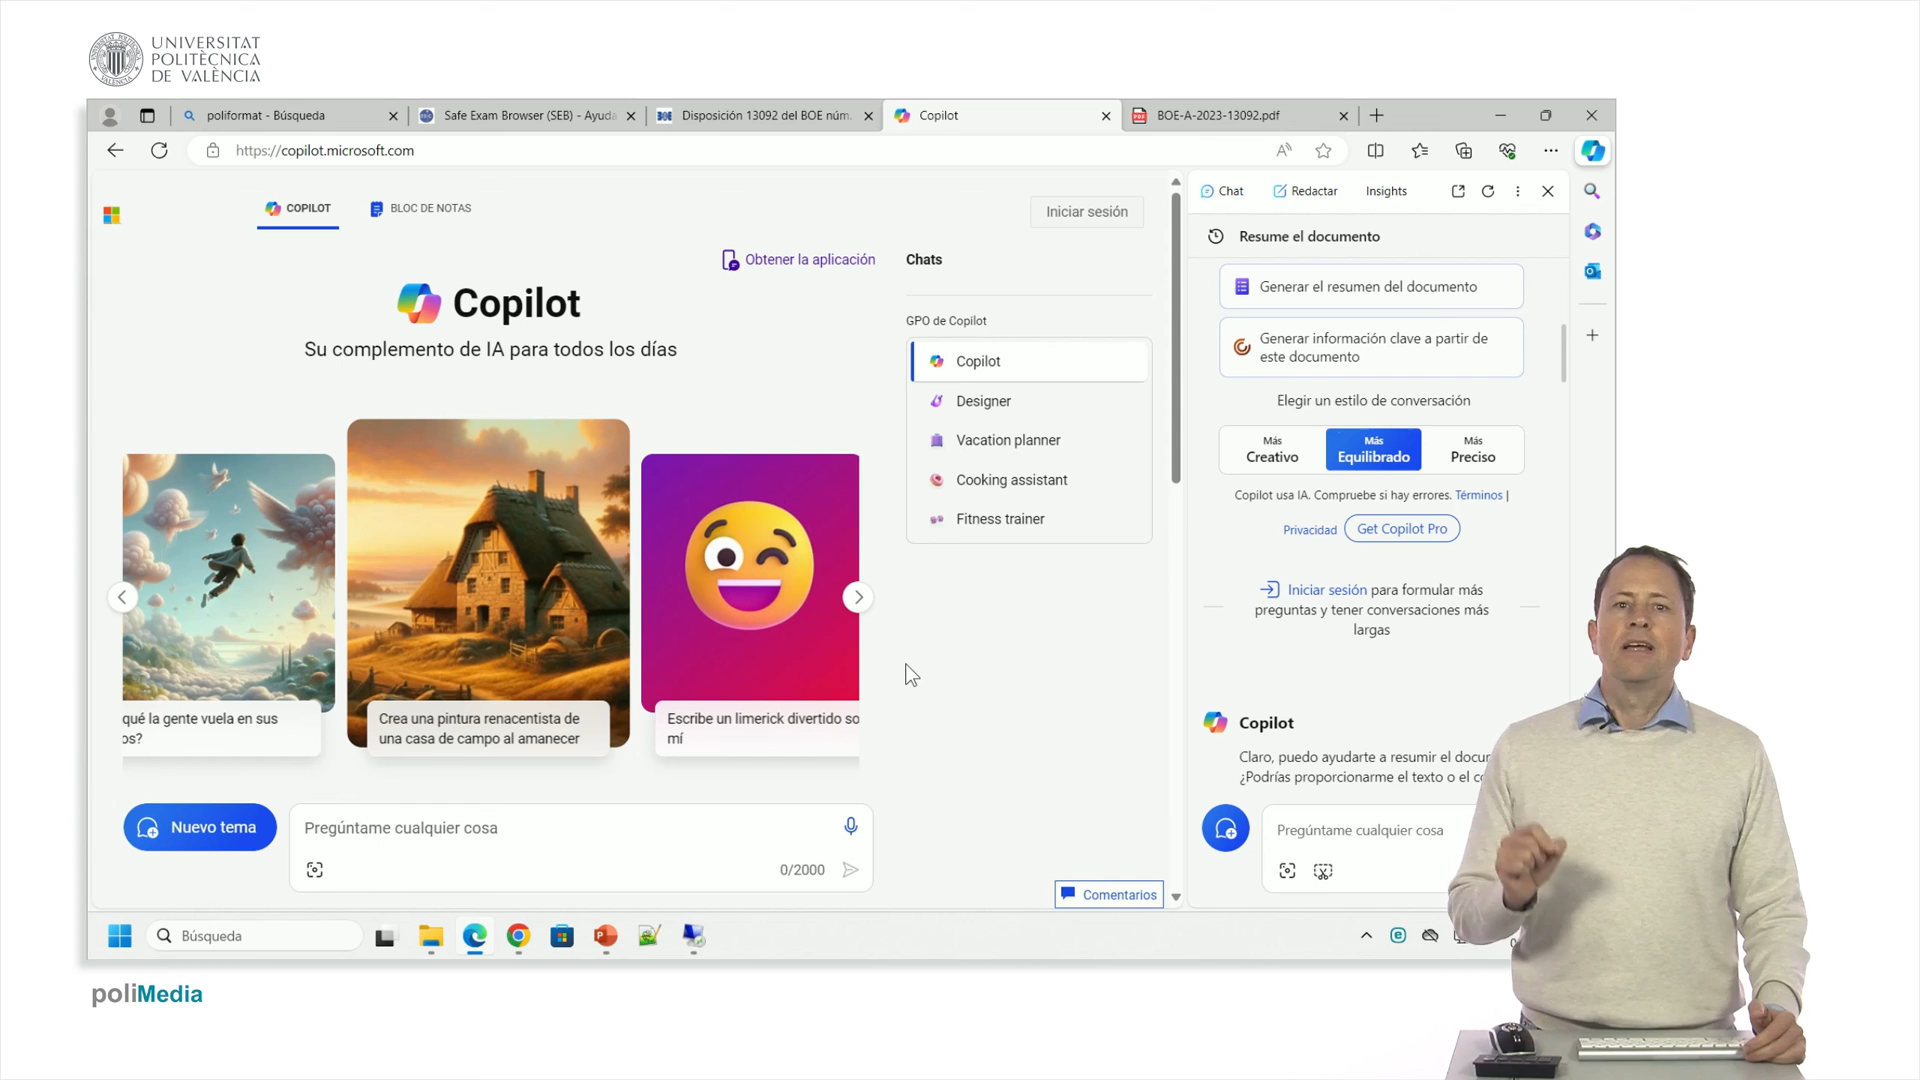 UNIVERSITAT
POLITÈCNICA
DE VALÈNCIA
poliformat - Búsqueda
Safe Exam Browser (SEB) - Ayuda
BOE
Disposición 13092 del BOE núm.
Copilot
BOE-A-2023-13092.pdf
https://copilot.microsoft.com
COPILOT
BLOC DE NOTAS
Iniciar sesión
Obtener la aplicación
Copilot
Su complemento de IA para todos los días
qué la gente vuela en sus
os?
Crea una pintura renacentista de
una casa de campo al amanecer
Escribe un limerick divertido so
mí
Nuevo tema
Pregúntame cualquier cosa
0/2000
Chats
GPO de Copilot
Copilot
Designer
Vacation planner
Cooking assistant
Fitness trainer
Comentarios
Chat
Redactar
Insights
Resume el documento
Generar el resumen del documento
Generar información clave a partir de
este documento
Elegir un estilo de conversación
Más
Creativo
Más
Equilibrado
Más
Preciso
Copilot usa IA. Compruebe si hay errores. Términos |
Privacidad
Get Copilot Pro
Iniciar sesión para formular más
preguntas y tener conversaciones más
largas
Copilot
Claro, puedo ayudarte a resumir el docu
¿Podrías proporcionarme el texto o el c
Pregúntame cualquier cosa
Búsqueda
poliMedia